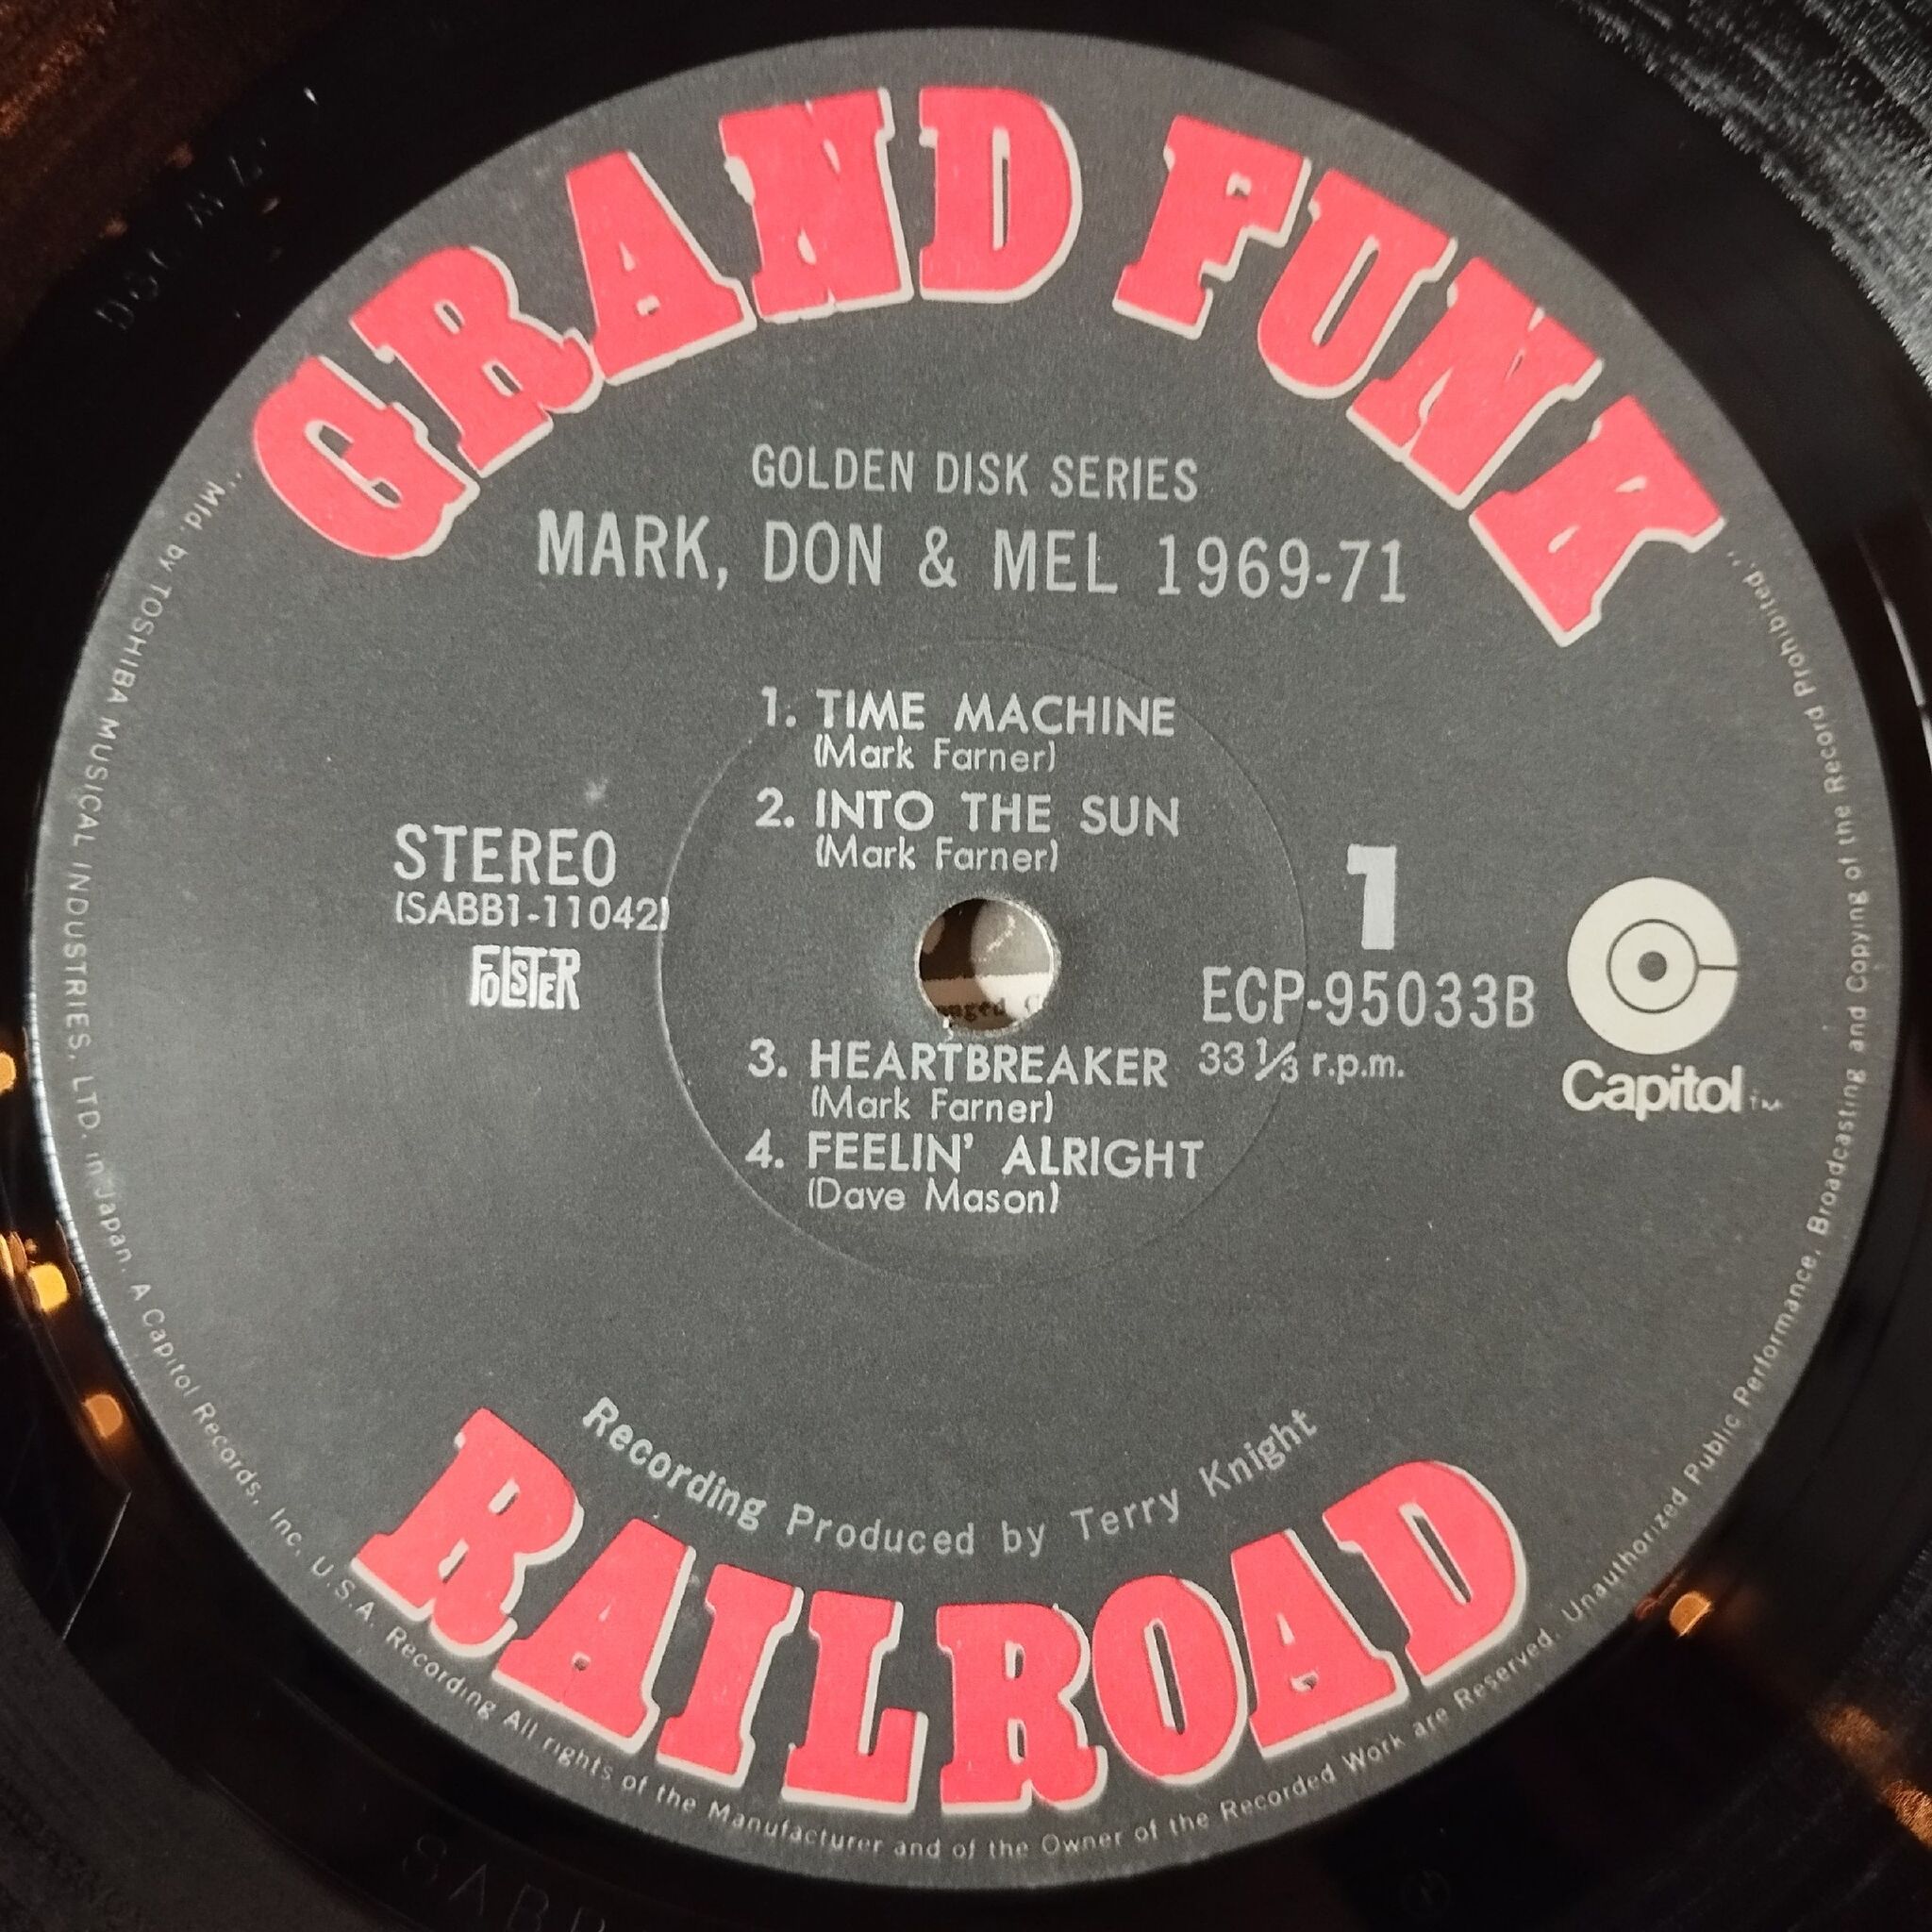 GRAND FUNK
GOLDEN DISK SERIES
MARK, DON & MEL 1969-71
1. TIME MACHINE
(Mark Farner)
2. INTO THE SUN
(Mark Farner)
STEREO
(SABB1-11042)
FOLSTER
1
ECP-95033B
33 1/3 r.p.m.
Capitol
TM
3. HEARTBREAKER
(Mark Farner)
4. FEELIN' ALRIGHT
(Dave Mason)
Recording Produced by Terry Knight
RAILROAD
"Mfd. by TOSHIBA MUSICAL INDUSTRIES, LTD. in Japan. A Capitol Records, Inc. U.S.A. Recording All rights of the Manufacturer and of the Owner of the Recorded Work are Reserved. Unauthorized Public Performance, Broadcasting and Copying of the Record Prohibited."